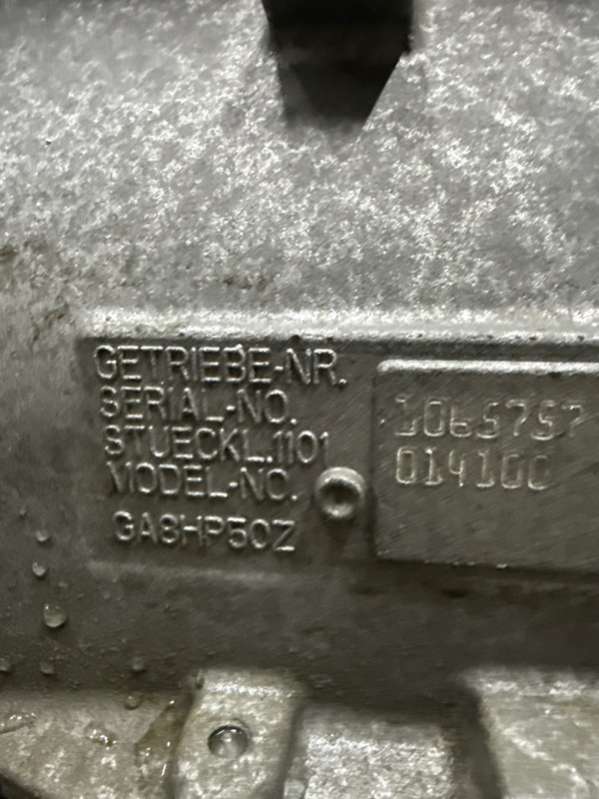 GETRIEBE-NR.
SERIAL-NO.
1065757
STUECKL.1101
014100
MODEL-NO.
GA8HP50Z